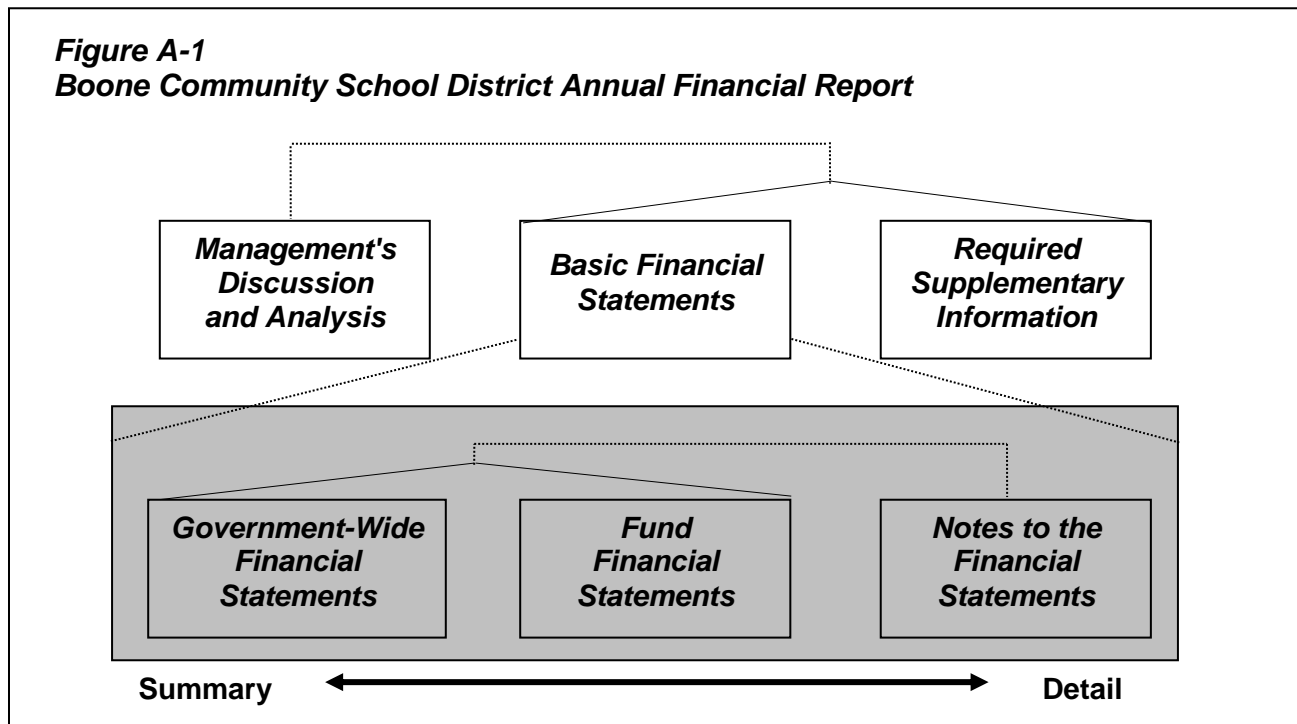 Figure A-1
Boone Community School District Annual Financial Report
Management's
Discussion
and Analysis
Basic Financial
Statements
Required
Supplementary
Information
Government-Wide
Financial
Statements
Fund
Financial
Statements
Notes to the
Financial
Statements
Summary
Detail